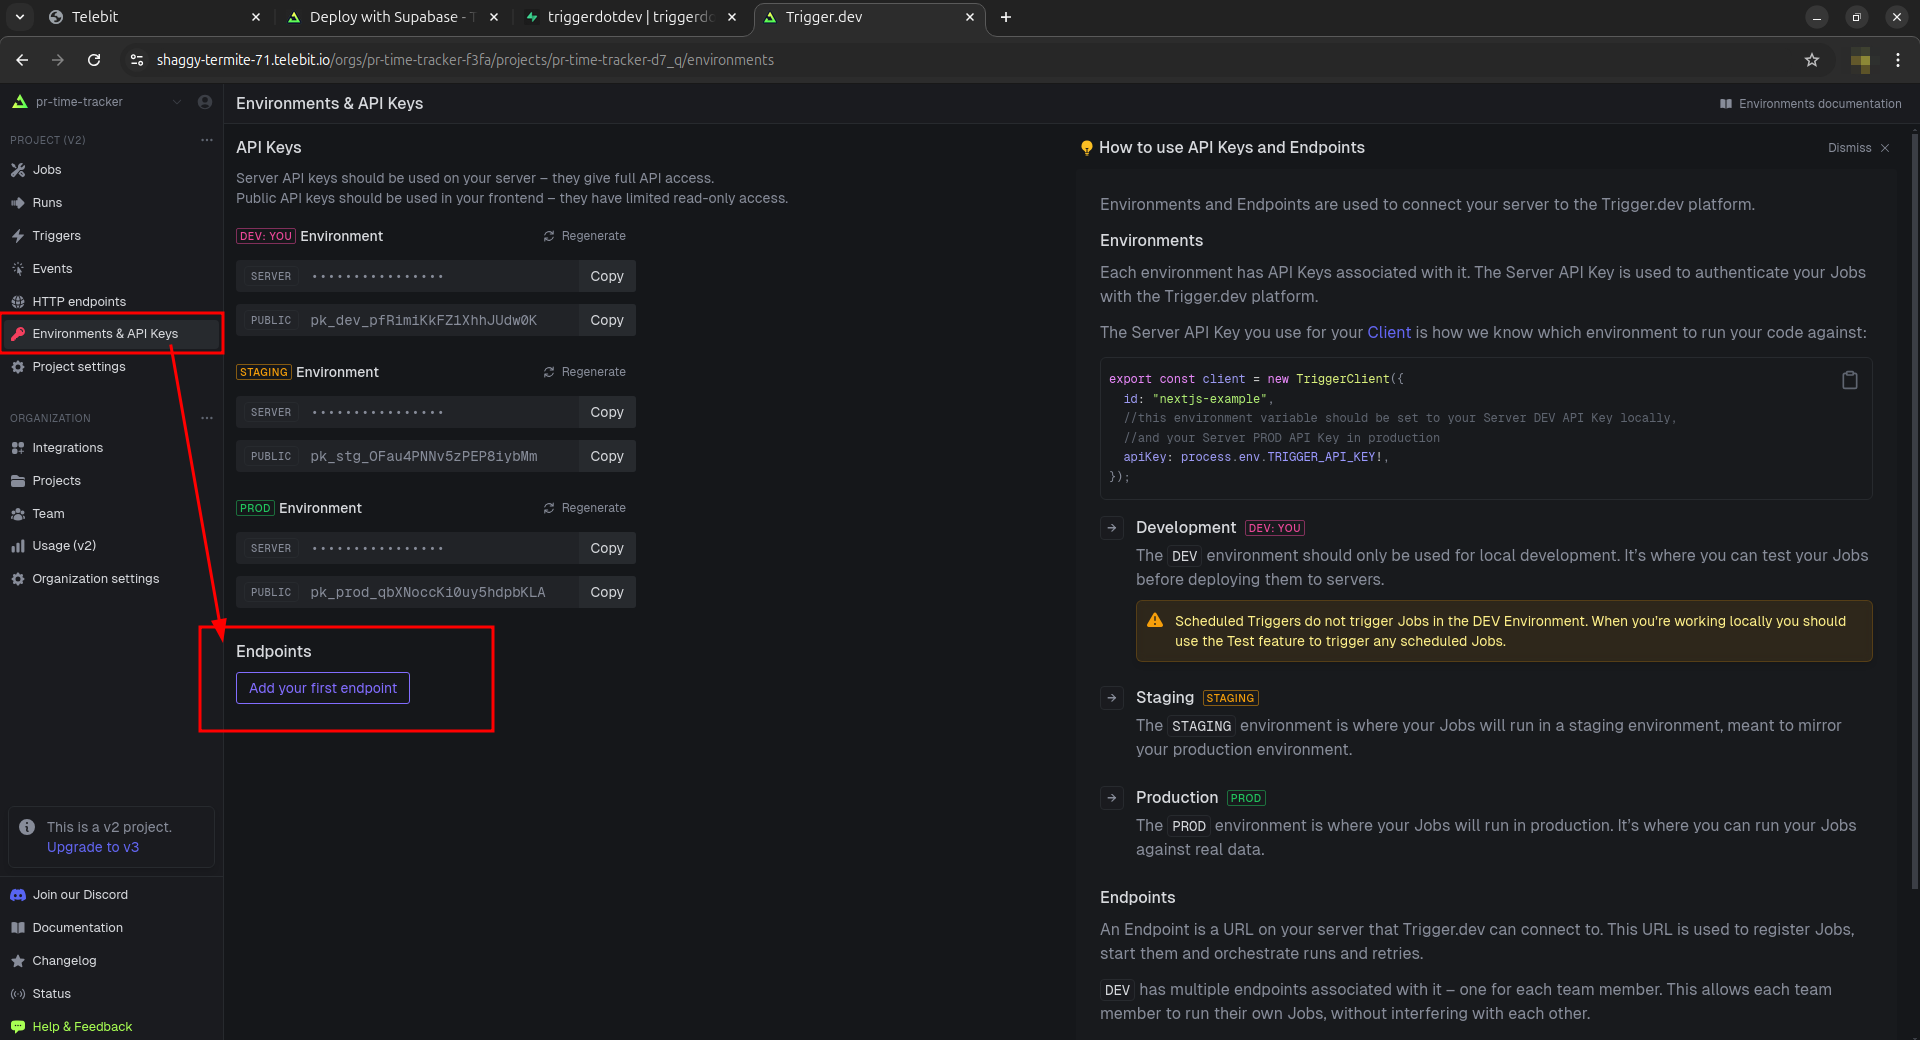 Telebit
Deploy with Supabase -
triggerdotdev | triggerdo
Trigger.dev
shaggy-termite-71.telebit.io/orgs/pr-time-tracker-f3fa/projects/pr-time-tracker-d7_q/environments
pr-time-tracker
PROJECT (V2)
Jobs
Runs
Triggers
Events
HTTP endpoints
Environments & API Keys
Project settings
ORGANIZATION
Integrations
Projects
Team
Usage (v2)
Organization settings
This is a v2 project.
Upgrade to v3
Join our Discord
Documentation
Changelog
Status
Help & Feedback
Environments & API Keys
Environments documentation
API Keys
Server API keys should be used on your server – they give full API access.
Public API keys should be used in your frontend – they have limited read-only access.
DEV: YOU Environment Regenerate
SERVER •••••••••••••••• Copy
PUBLIC pk_dev_pfRimiKkFZ1XhhJUdw0K Copy
STAGING Environment Regenerate
SERVER •••••••••••••••• Copy
PUBLIC pk_stg_OFau4PNNv5zPEP8iybMm Copy
PROD Environment Regenerate
SERVER •••••••••••••••• Copy
PUBLIC pk_prod_qbXNoccKi0uy5hdpbKLA Copy
Endpoints
Add your first endpoint
How to use API Keys and Endpoints
Dismiss
Environments and Endpoints are used to connect your server to the Trigger.dev platform.
Environments
Each environment has API Keys associated with it. The Server API Key is used to authenticate your Jobs
with the Trigger.dev platform.
The Server API Key you use for your Client is how we know which environment to run your code against:
export const client = new TriggerClient({
id: "nextjs-example",
//this environment variable should be set to your Server DEV API Key locally,
//and your Server PROD API Key in production
apiKey: process.env.TRIGGER_API_KEY!,
});
Development DEV: YOU
The DEV environment should only be used for local development. It's where you can test your Jobs
before deploying them to servers.
Scheduled Triggers do not trigger Jobs in the DEV Environment. When you're working locally you should
use the Test feature to trigger any scheduled Jobs.
Staging STAGING
The STAGING environment is where your Jobs will run in a staging environment, meant to mirror
your production environment.
Production PROD
The PROD environment is where your Jobs will run in production. It's where you can run your Jobs
against real data.
Endpoints
An Endpoint is a URL on your server that Trigger.dev can connect to. This URL is used to register Jobs,
start them and orchestrate runs and retries.
DEV has multiple endpoints associated with it – one for each team member. This allows each team
member to run their own Jobs, without interfering with each other.